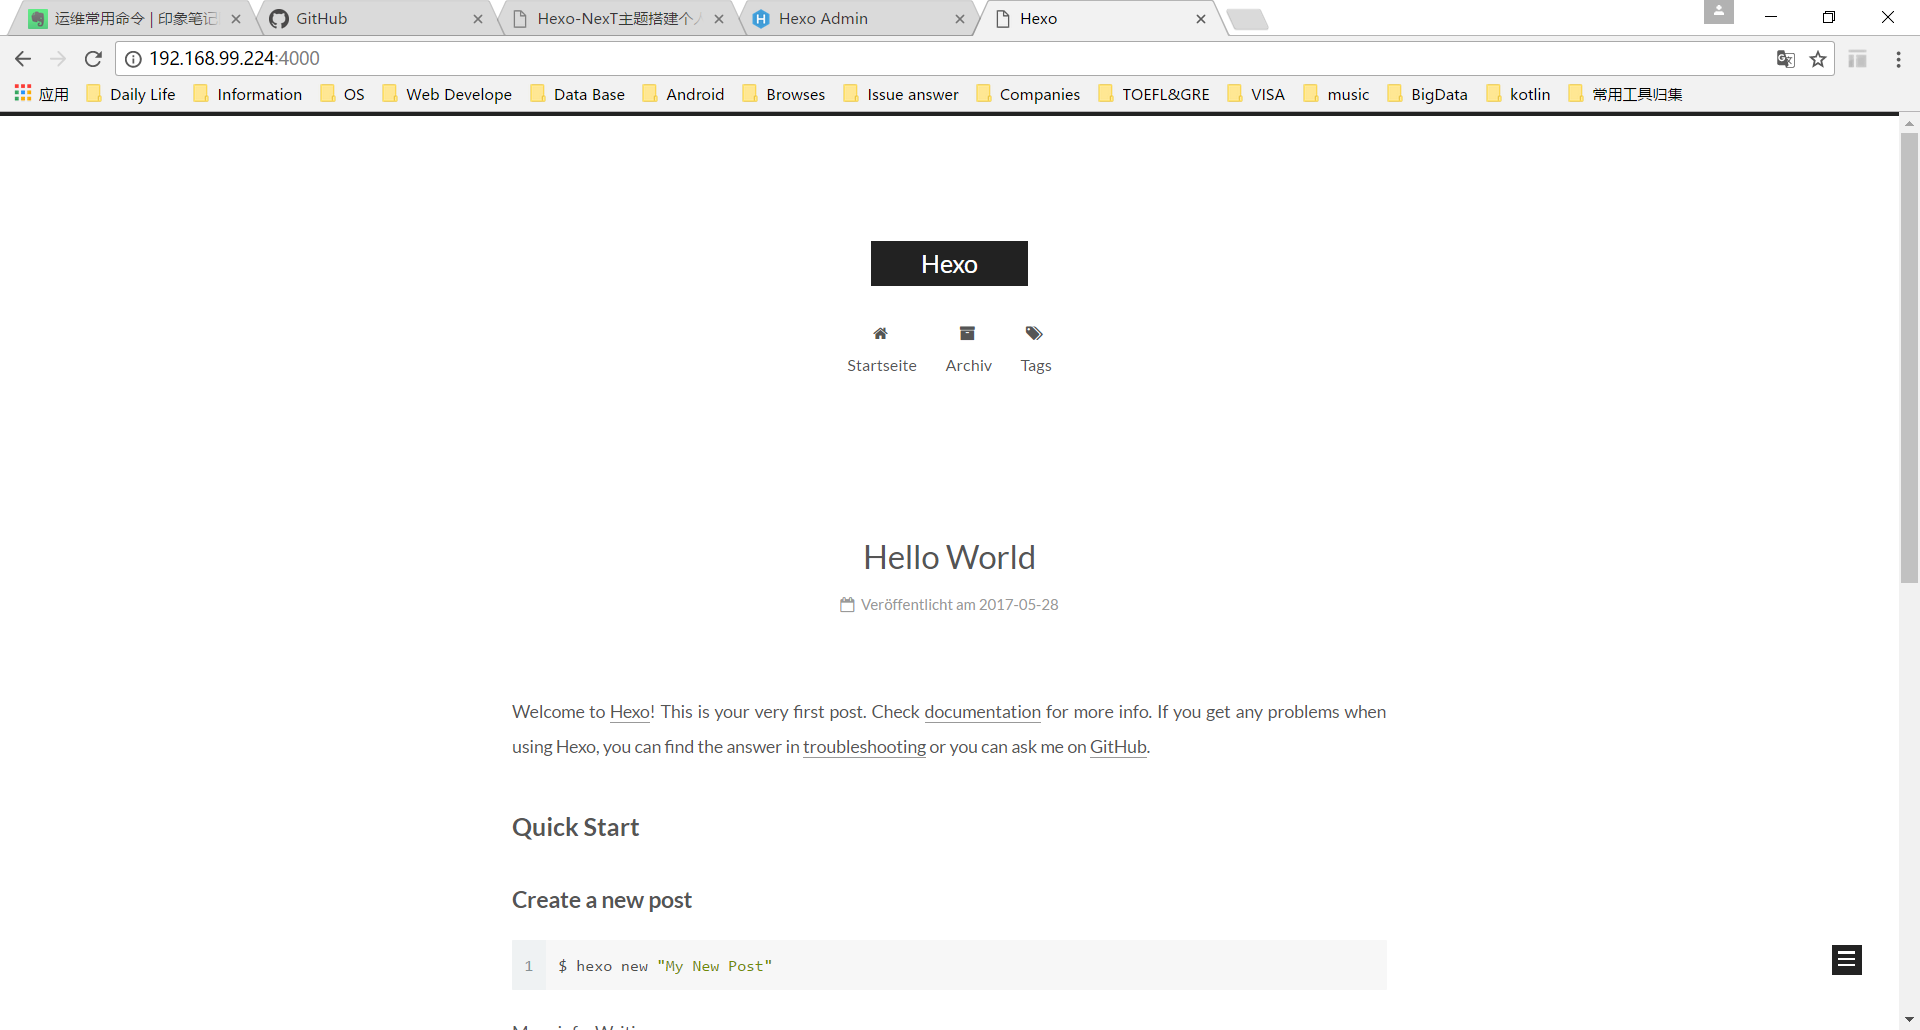 运维常用命令 | 印象笔记
GitHub
Hexo-NexT主题搭建个人
Hexo Admin
Hexo
192.168.99.224:4000
应用 Daily Life Information OS Web Develope Data Base Android Browses Issue answer Companies TOEFL&GRE VISA music BigData kotlin 常用工具归集
Hexo
Startseite Archiv Tags
Hello World
Veröffentlicht am 2017-05-28
Welcome to Hexo! This is your very first post. Check documentation for more info. If you get any problems when
using Hexo, you can find the answer in troubleshooting or you can ask me on GitHub.
Quick Start
Create a new post
1 $ hexo new "My New Post"